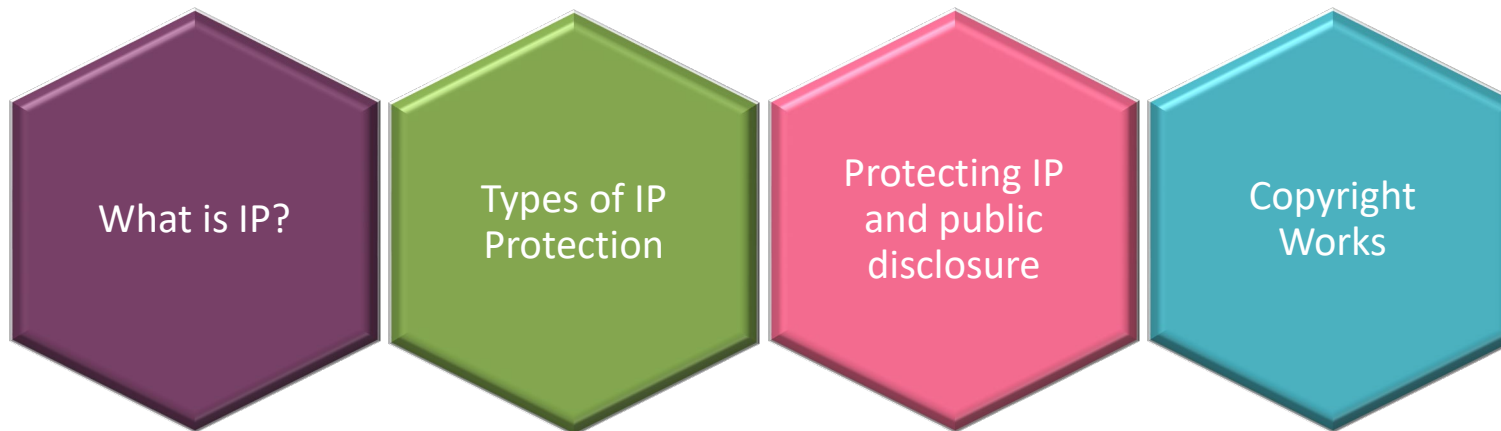 What is IP?
Types of IP
Protection
Protecting IP
and public
disclosure
Copyright
Works